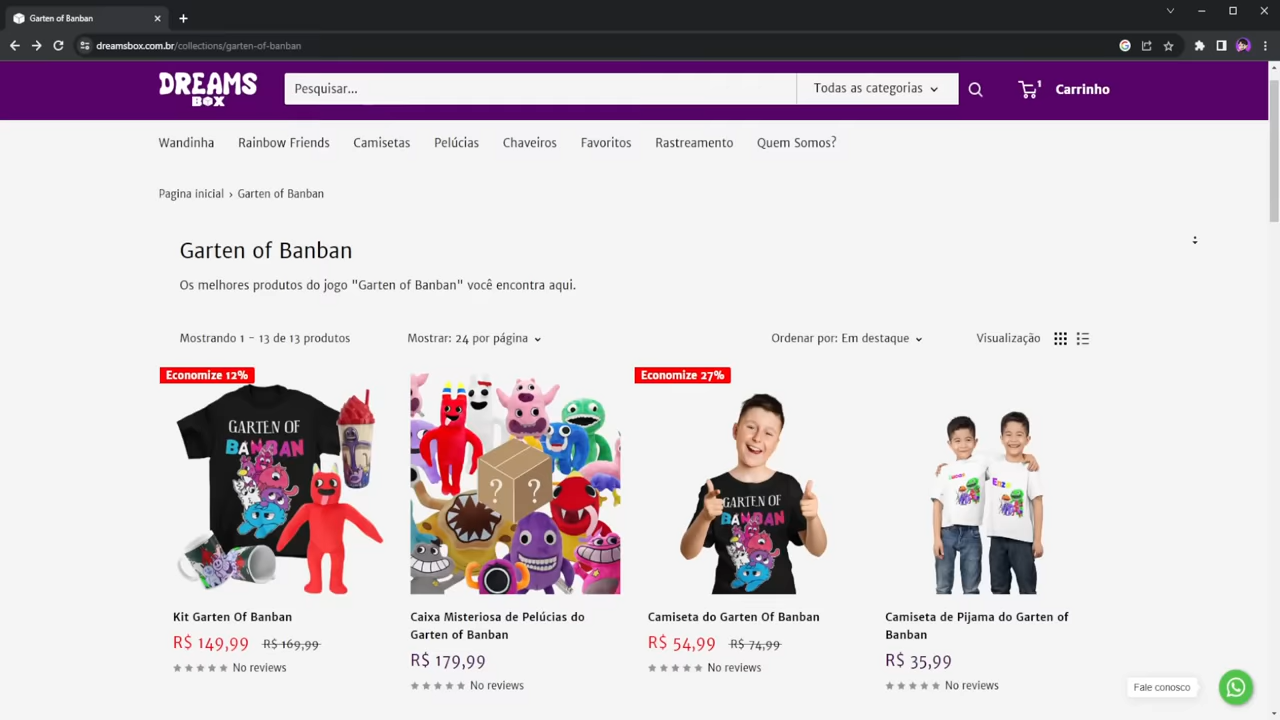 Garten of Banban
dreamsbox.com.br/collections/garten-of-banban
DREAMS
BOX
Pesquisar...
Todas as categorias
1
Carrinho
Wandinha
Rainbow Friends
Camisetas
Pelúcias
Chaveiros
Favoritos
Rastreamento
Quem Somos?
Pagina inicial › Garten of Banban
Garten of Banban
Os melhores produtos do jogo "Garten of Banban" você encontra aqui.
Mostrando 1 - 13 de 13 produtos
Mostrar: 24 por página
Ordenar por: Em destaque
Visualização
Economize 12%
GARTEN OF
BANBAN
Kit Garten Of Banban
R$ 149,99 R$ 169,99
No reviews
? ?
Caixa Misteriosa de Pelúcias do
Garten of Banban
R$ 179,99
No reviews
Economize 27%
GARTEN OF
BANBAN
Camiseta do Garten Of Banban
R$ 54,99 R$ 74,99
No reviews
Enzo
Camiseta de Pijama do Garten of
Banban
R$ 35,99
No reviews
Fale conosco